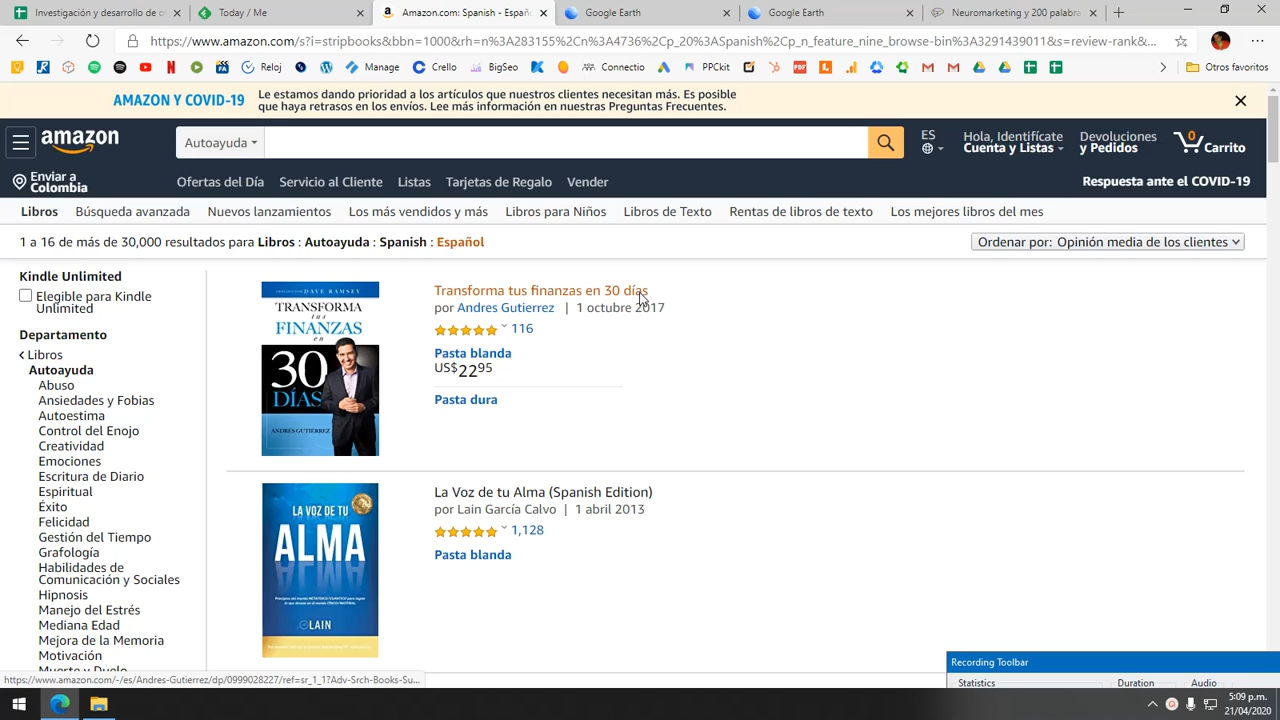 Investigación y desarrollo de o
Today / Me
Amazon.com: Spanish - Españo
Google Earth
Google Earth
Neuromarketing y 200 palabra
https://www.amazon.com/s?i=stripbooks&bbn=1000&rh=n%3A283155%2Cn%3A4736%2Cp_20%3ASpanish%2Cp_n_feature_nine_browse-bin%3A3291439011&s=review-rank&...
Reloj
Manage
Crello
BigSeo
Connectio
PPCkit
Otros favoritos
AMAZON Y COVID-19
Le estamos dando prioridad a los artículos que nuestros clientes necesitan más. Es posible
que haya retrasos en los envíos. Lee más información en nuestras Preguntas Frecuentes.
amazon
Autoayuda
ES
Hola, Identifícate
Cuenta y Listas
Devoluciones
y Pedidos
0
Carrito
Enviar a
Colombia
Ofertas del Día
Servicio al Cliente
Listas
Tarjetas de Regalo
Vender
Respuesta ante el COVID-19
Libros
Búsqueda avanzada
Nuevos lanzamientos
Los más vendidos y más
Libros para Niños
Libros de Texto
Rentas de libros de texto
Los mejores libros del mes
1 a 16 de más de 30,000 resultados para Libros : Autoayuda : Spanish : Español
Ordenar por: Opinión media de los clientes
Kindle Unlimited
Elegible para Kindle
Unlimited
Departamento
Libros
Autoayuda
Abuso
Ansiedades y Fobias
Autoestima
Control del Enojo
Creatividad
Emociones
Escritura de Diario
Espiritual
Éxito
Felicidad
Gestión del Tiempo
Grafología
Habilidades de
Comunicación y Sociales
Hipnosis
Manejo del Estrés
Mediana Edad
Mejora de la Memoria
Motivación
Muerte y Duelo
PRÓLOGO POR DAVE RAMSEY
TRANSFORMA
tus
FINANZAS
en
30
DÍAS
ANDRÉS GUTIÉRREZ
Transforma tus finanzas en 30 días
por Andres Gutierrez | 1 octubre 2017
116
Pasta blanda
US$22 95
Pasta dura
LA VOZ DE TU
ALMA
LAIN
La Voz de tu Alma (Spanish Edition)
por Lain García Calvo | 1 abril 2013
1,128
Pasta blanda
https://www.amazon.com/-/es/Andres-Gutierrez/dp/0999028227/ref=sr_1_1?Adv-Srch-Books-Su...
Recording Toolbar
Statistics
Duration
Audio
5:09 p.m.
21/04/2020